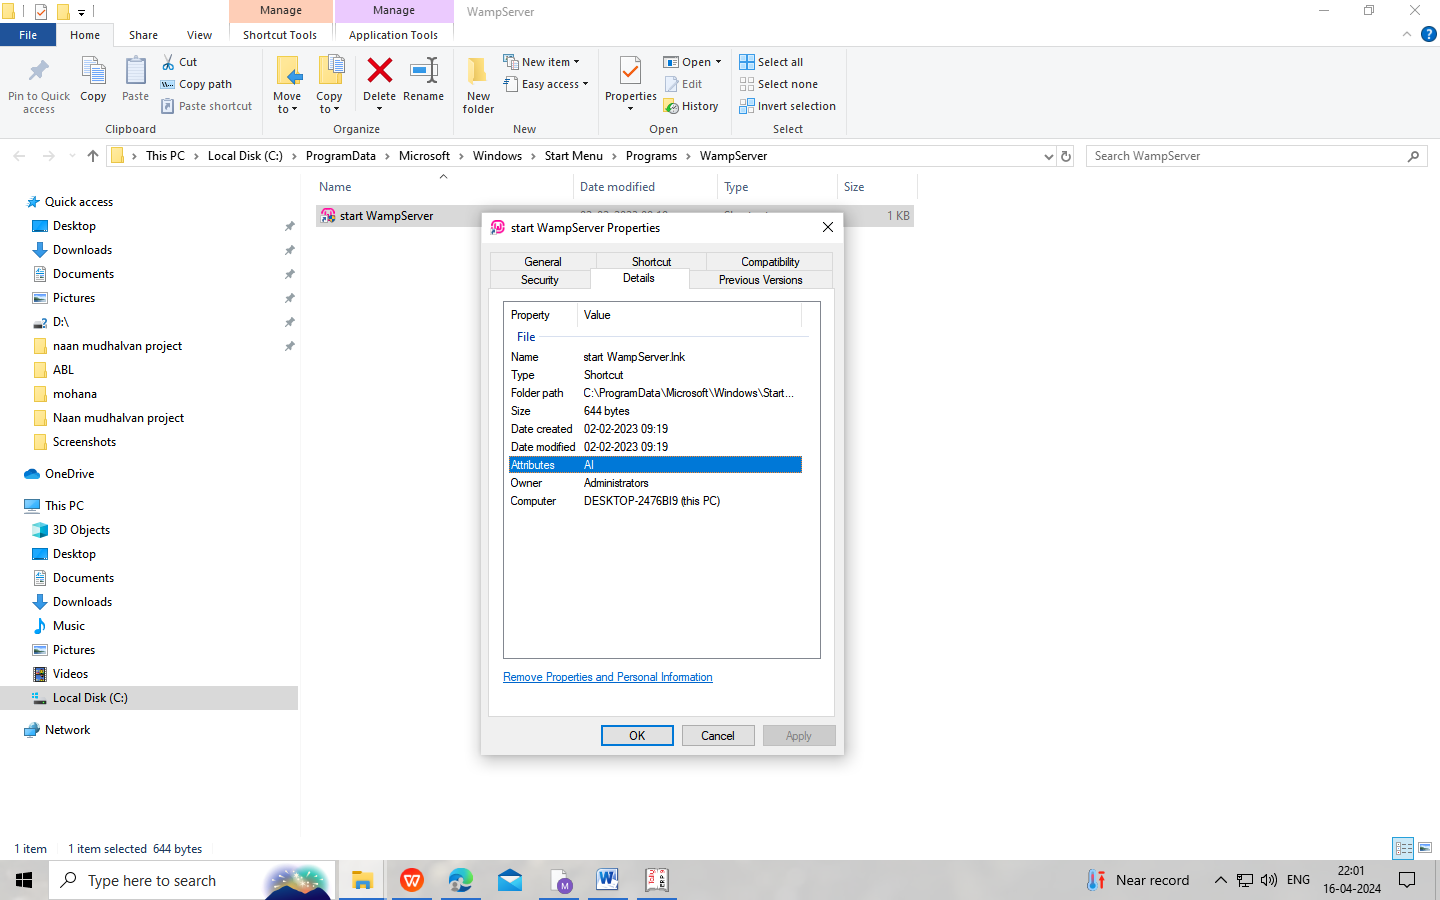 Manage
Manage
WampServer
File
Home
Share
View
Shortcut Tools
Application Tools
Pin to Quick access
Copy
Paste
Cut
Copy path
Paste shortcut
Clipboard
Move to
Copy to
Delete
Rename
Organize
New folder
New item
Easy access
New
Properties
Open
Edit
History
Open
Select all
Select none
Invert selection
Select
This PC
Local Disk (C:)
ProgramData
Microsoft
Windows
Start Menu
Programs
WampServer
Search WampServer
Name
Date modified
Type
Size
start WampServer
1 KB
Quick access
Desktop
Downloads
Documents
Pictures
D:\
naan mudhalvan project
ABL
mohana
Naan mudhalvan project
Screenshots
OneDrive
This PC
3D Objects
Desktop
Documents
Downloads
Music
Pictures
Videos
Local Disk (C:)
Network
start WampServer Properties
General
Shortcut
Compatibility
Security
Details
Previous Versions
Property Value
File
Name start WampServer.lnk
Type Shortcut
Folder path C:\ProgramData\Microsoft\Windows\Start...
Size 644 bytes
Date created 02-02-2023 09:19
Date modified 02-02-2023 09:19
Attributes AI
Owner Administrators
Computer DESKTOP-2476BI9 (this PC)
Remove Properties and Personal Information
OK
Cancel
Apply
1 item
1 item selected 644 bytes
Type here to search
Near record
ENG
22:01
16-04-2024